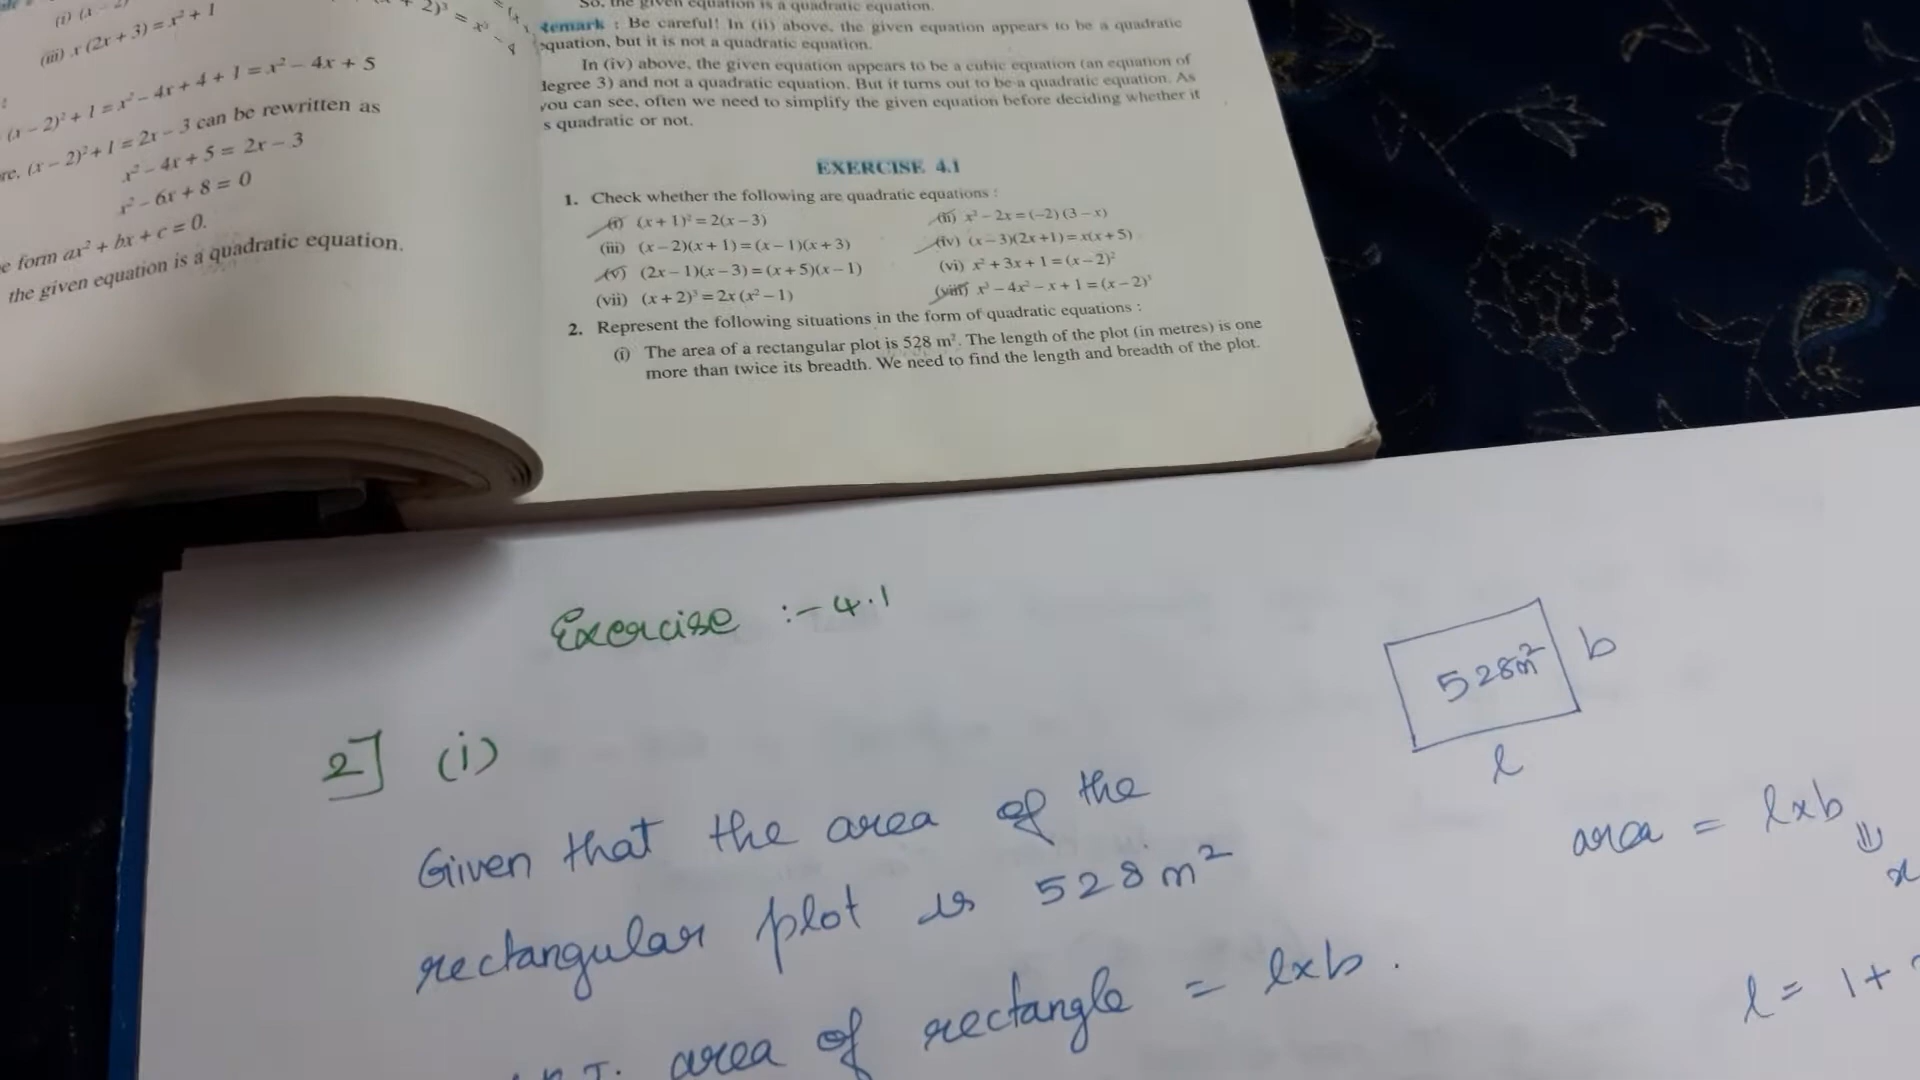 (iii) x (2x + 3) = x² + 1
(x – 2)² + 1 = x² – 4x + 4 + 1 = x² – 4x + 5
(x – 2)² + 1 = 2x – 3 can be rewritten as
x² – 4x + 5 = 2x – 3
x² – 6x + 8 = 0
form ax² + bx + c = 0.
the given equation is a quadratic equation.
So, the given equation is a quadratic equation.
emark : Be careful! In (ii) above, the given equation appears to be a quadratic
equation, but it is not a quadratic equation.
In (iv) above, the given equation appears to be a cubic equation (an equation of
legree 3) and not a quadratic equation. But it turns out to be a quadratic equation. As
you can see, often we need to simplify the given equation before deciding whether it
s quadratic or not.
EXERCISE 4.1
1. Check whether the following are quadratic equations :
(i) (x + 1)² = 2(x – 3) (ii) x² – 2x = (–2) (3 – x)
(iii) (x – 2)(x + 1) = (x – 1)(x + 3) (iv) (x – 3)(2x +1) = x(x + 5)
(v) (2x – 1)(x – 3) = (x + 5)(x – 1) (vi) x² + 3x + 1 = (x – 2)²
(vii) (x + 2)³ = 2x (x² – 1) (viii) x³ – 4x² – x + 1 = (x – 2)³
2. Represent the following situations in the form of quadratic equations :
(i) The area of a rectangular plot is 528 m². The length of the plot (in metres) is one
more than twice its breadth. We need to find the length and breadth of the plot.
Exercise :- 4.1
528m² b
l
2] (i)
Given that the area of the
rectangular plot is 528 m²
area of rectangle = l×b.
area = l×b
⇓
x
l = 1 +